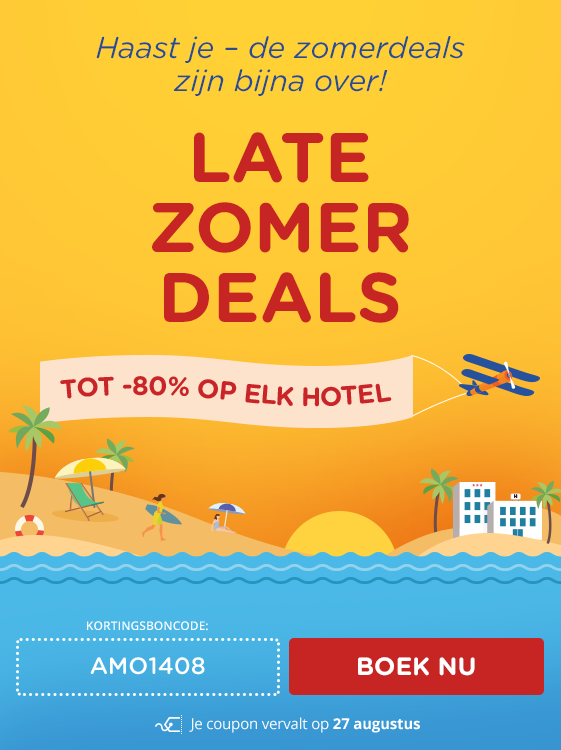 Haast je – de zomerdeals
zijn bijna over!
LATE
ZOMER
DEALS
TOT -80% OP ELK HOTEL
H
KORTINGSBONCODE:
AMO1408
BOEK NU
Je coupon vervalt op 27 augustus